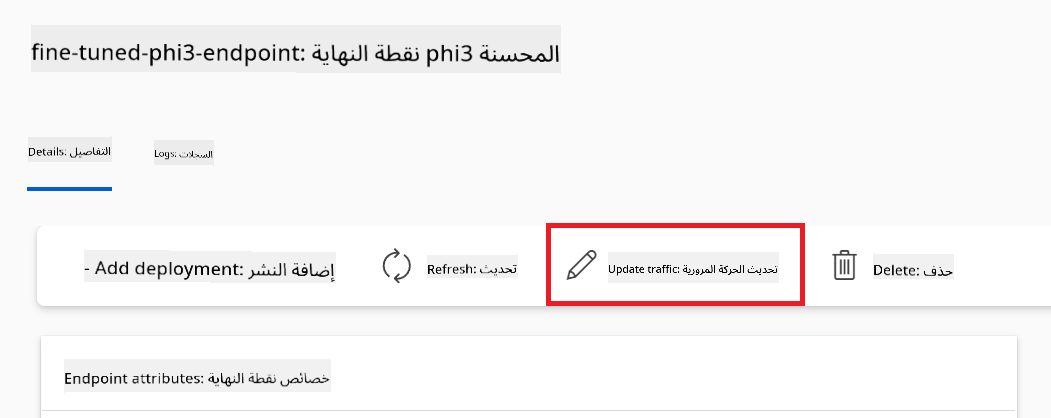 fine-tuned-phi3-endpoint: نقطة النهاية phi3 المحسنة
Details: التفاصيل
Logs: السجلات
- Add deployment: إضافة النشر
Refresh: تحديث
Update traffic: تحديث الحركة المرورية
Delete: حذف
Endpoint attributes: خصائص نقطة النهاية